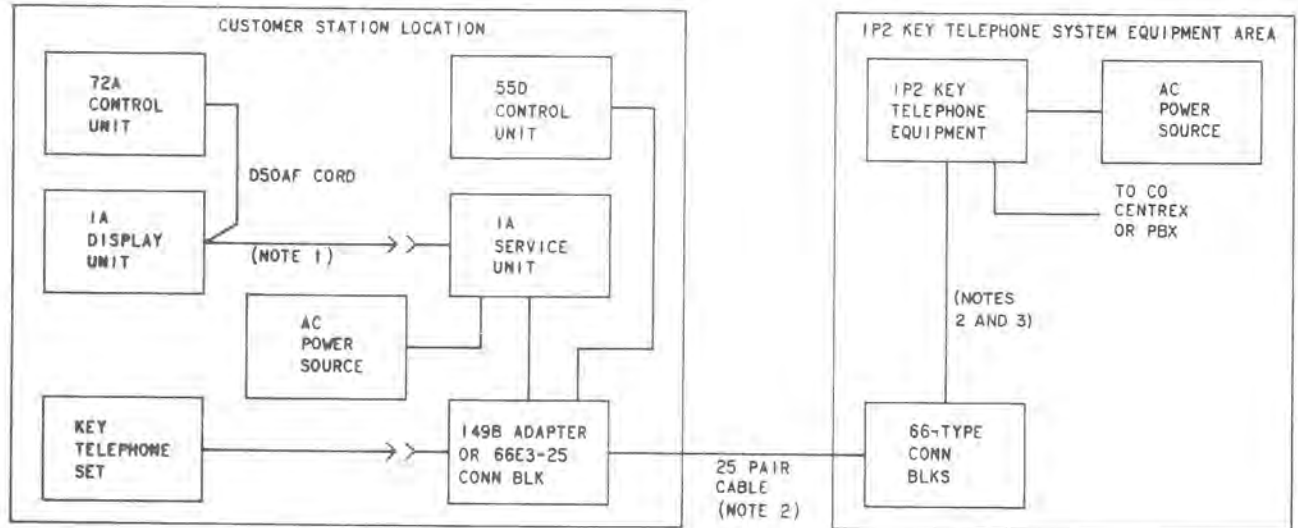 CUSTOMER STATION LOCATION
72A
CONTROL
UNIT
55D
CONTROL
UNIT
D50AF CORD
1A
DISPLAY
UNIT
(NOTE 1)
1A
SERVICE
UNIT
AC
POWER
SOURCE
KEY
TELEPHONE
SET
149B ADAPTER
OR 66E3-25
CONN BLK
25 PAIR
CABLE
(NOTE 2)
1P2 KEY TELEPHONE SYSTEM EQUIPMENT AREA
1P2 KEY
TELEPHONE
EQUIPMENT
AC
POWER
SOURCE
TO CO
CENTREX
OR PBX
(NOTES
2 AND 3)
66-TYPE
CONN
BLKS